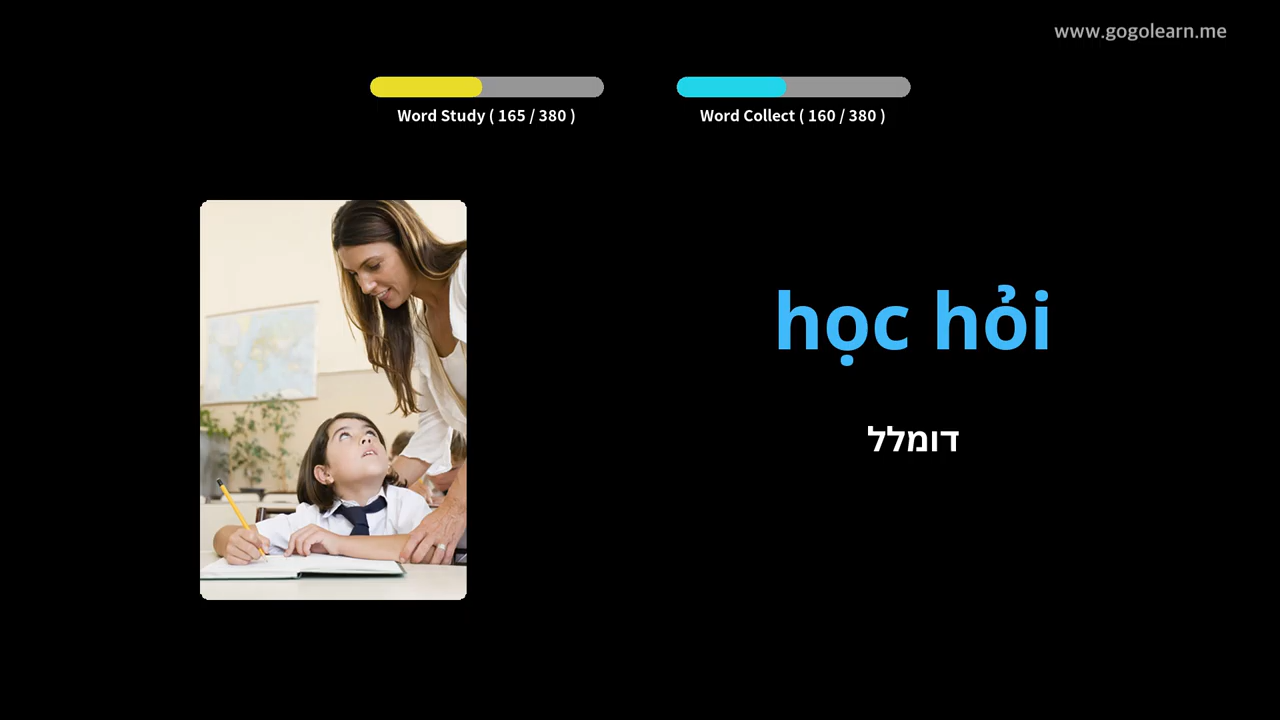 www.gogolearn.me
Word Study ( 165 / 380 )
Word Collect ( 160 / 380 )
học hỏi
דומלל